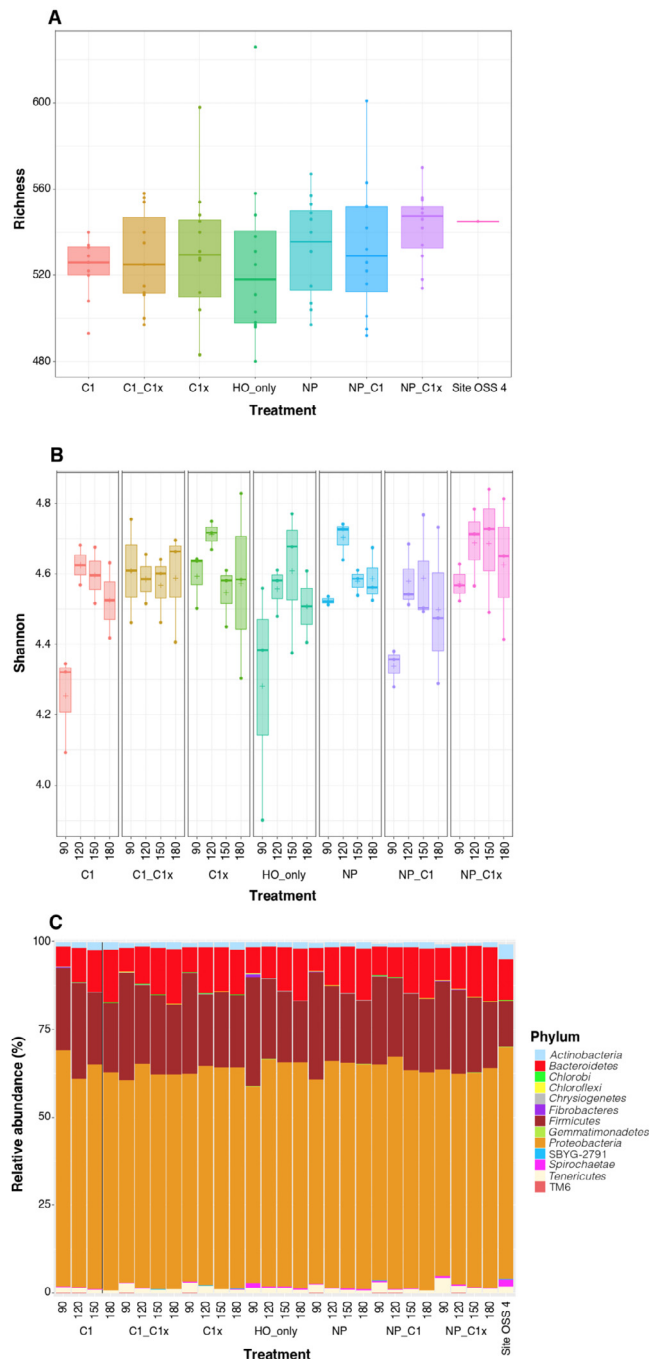 A
Richness
600
560
520
480
C1 C1_C1x C1x HO_only NP NP_C1 NP_C1x Site OSS 4
Treatment
B
Shannon
4.8
4.6
4.4
4.2
4.0
90 120 150 180 90 120 150 180 90 120 150 180 90 120 150 180 90 120 150 180 90 120 150 180 90 120 150 180
C1 C1_C1x C1x HO_only NP NP_C1 NP_C1x
Treatment
C
Relative abundance (%)
100
75
50
25
0
90 120 150 180 90 120 150 180 90 120 150 180 90 120 150 180 90 120 150 180 90 120 150 180 90 120 150 180 Site OSS 4
C1 C1_C1x C1x HO_only NP NP_C1 NP_C1x
Treatment
Phylum
Actinobacteria
Bacteroidetes
Chlorobi
Chloroflexi
Chrysiogenetes
Fibrobacteres
Firmicutes
Gemmatimonadetes
Proteobacteria
SBYG-2791
Spirochaetae
Tenericutes
TM6